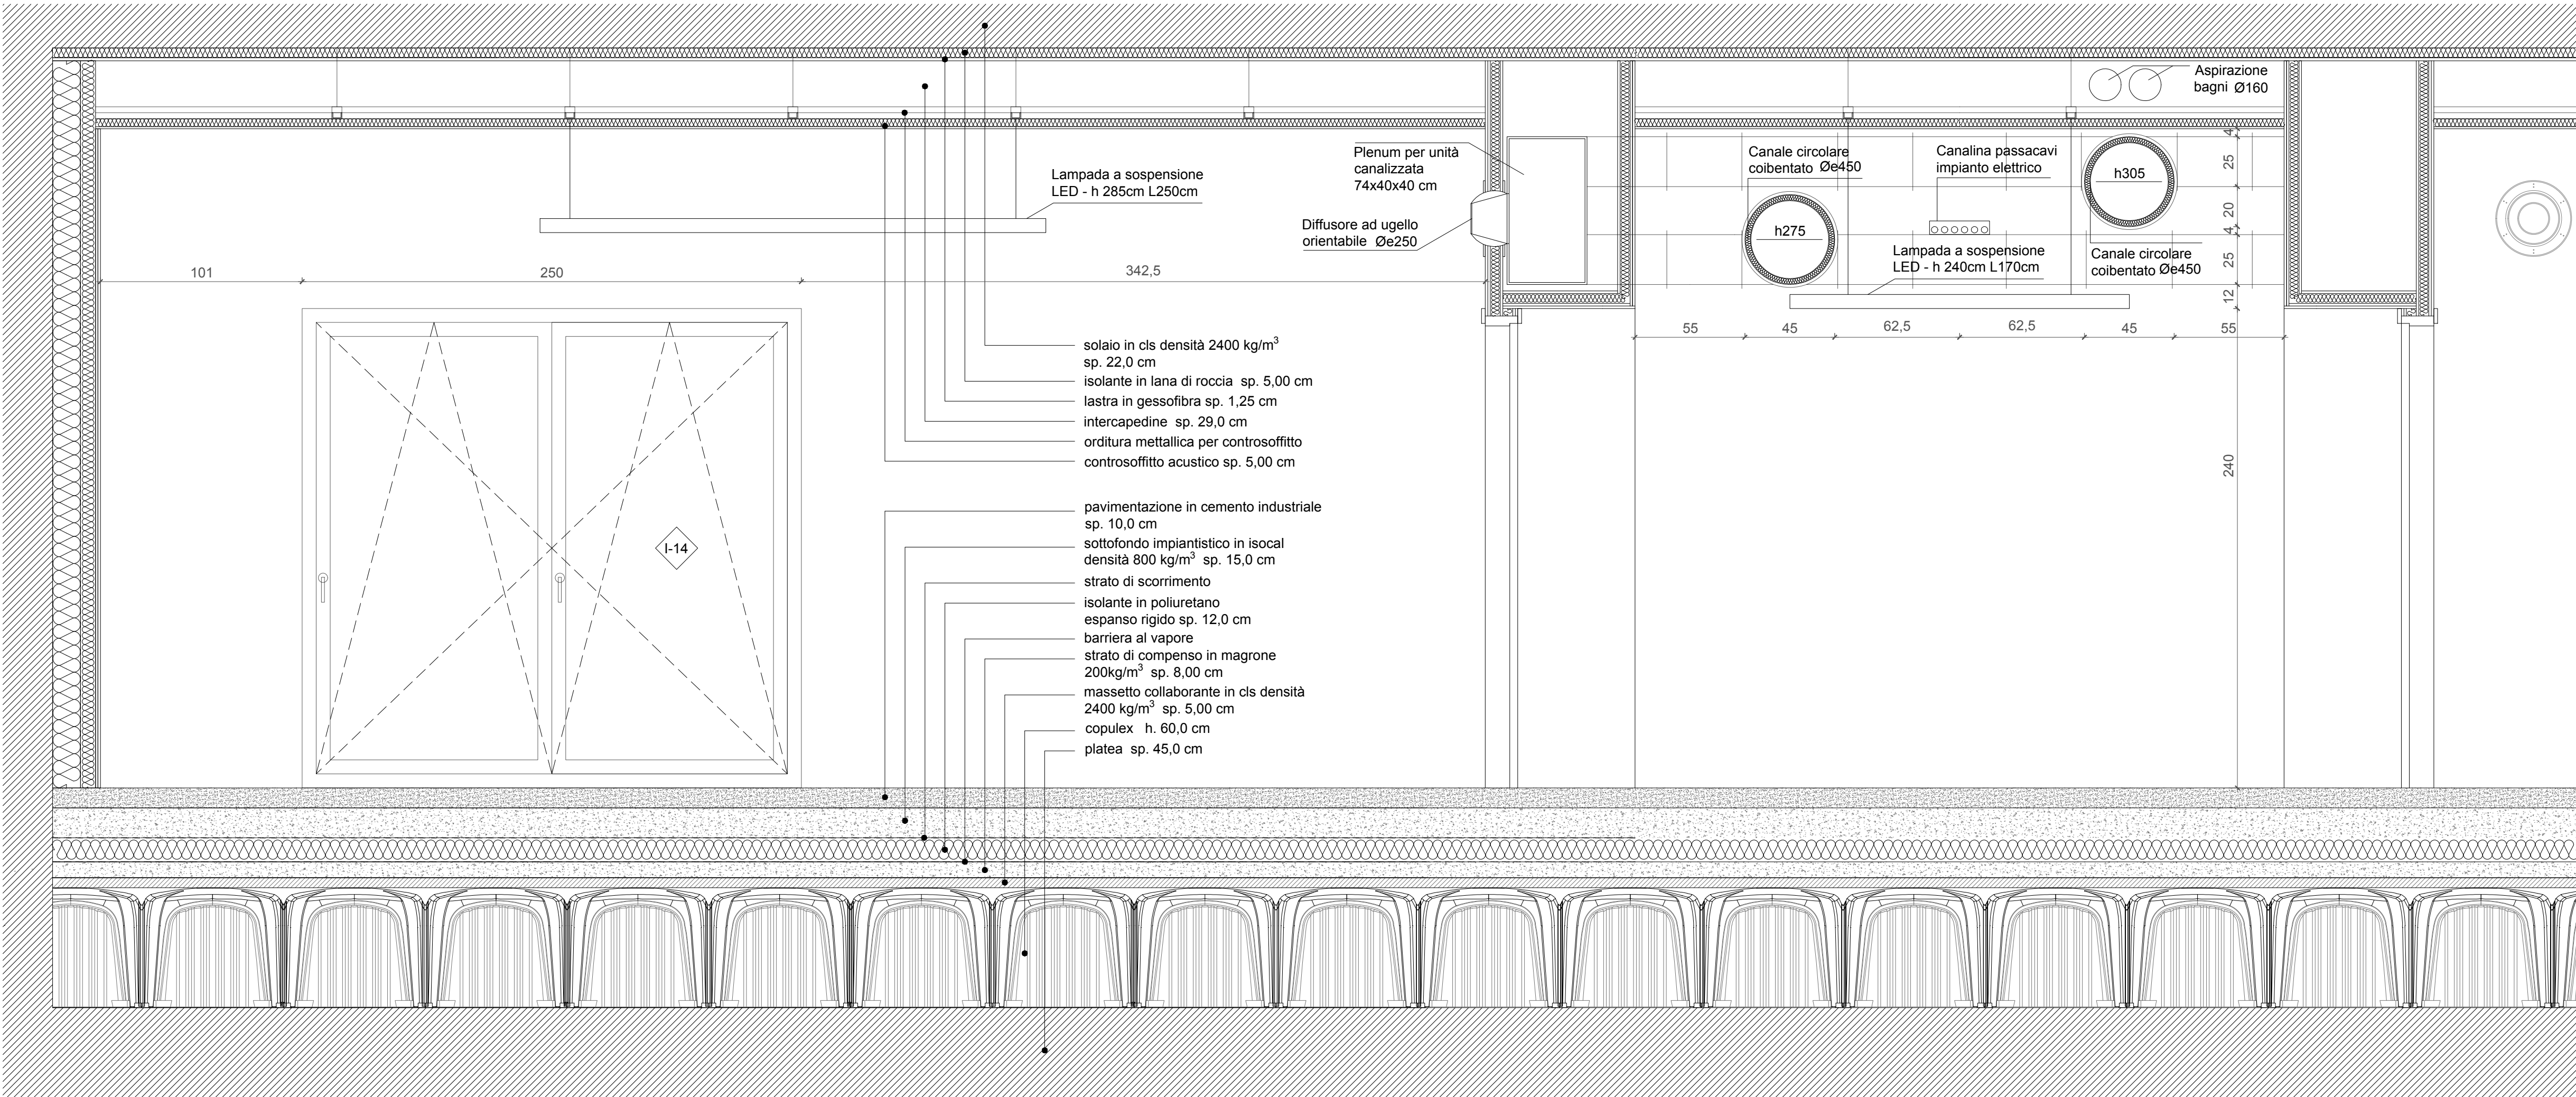 Aspirazione
bagni Ø160
Plenum per unità
canalizzata
74x40x40 cm
Canale circolare
coibentato Øe450
Canalina passacavi
impianto elettrico
h305
Lampada a sospensione
LED - h 285cm L250cm
Diffusore ad ugello
orientabile Øe250
h275
Lampada a sospensione
LED - h 240cm L170cm
Canale circolare
coibentato Øe450
4
25
20
4
25
12
240
101
250
342,5
55
45
62,5
62,5
45
55
solaio in cls densità 2400 kg/m³
sp. 22,0 cm
isolante in lana di roccia sp. 5,00 cm
lastra in gessofibra sp. 1,25 cm
intercapedine sp. 29,0 cm
orditura mettallica per controsoffitto
controsoffitto acustico sp. 5,00 cm
pavimentazione in cemento industriale
sp. 10,0 cm
sottofondo impiantistico in isocal
densità 800 kg/m³ sp. 15,0 cm
strato di scorrimento
isolante in poliuretano
espanso rigido sp. 12,0 cm
barriera al vapore
strato di compenso in magrone
200kg/m³ sp. 8,00 cm
massetto collaborante in cls densità
2400 kg/m³ sp. 5,00 cm
copulex h. 60,0 cm
platea sp. 45,0 cm
I-14